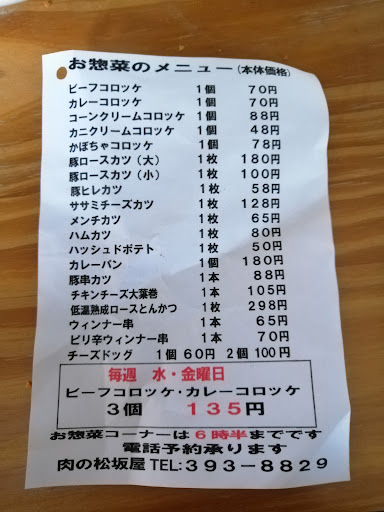 お惣菜のメニュー(本体価格)
ビーフコロッケ 1個 70円
カレーコロッケ 1個 70円
コーンクリームコロッケ 1個 88円
カニクリームコロッケ 1個 48円
かぼちゃコロッケ 1個 78円
豚ロースカツ(大) 1枚 180円
豚ロースカツ(小) 1枚 100円
豚ヒレカツ 1枚 58円
ササミチーズカツ 1枚 128円
メンチカツ 1枚 65円
ハムカツ 1枚 80円
ハッシュドポテト 1枚 50円
カレーパン 1個 180円
豚串カツ 1本 88円
チキンチーズ大葉巻 1本 105円
低温熟成ロースとんかつ 1枚 298円
ウィンナー串 1本 65円
ピリ辛ウィンナー串 1本 70円
チーズドッグ 1個 60円 2個 100円
毎週 水・金曜日
ビーフコロッケ・カレーコロッケ
3個 135円
お惣菜コーナーは6時半までです
電話予約承ります
肉の松坂屋 TEL:393-8829